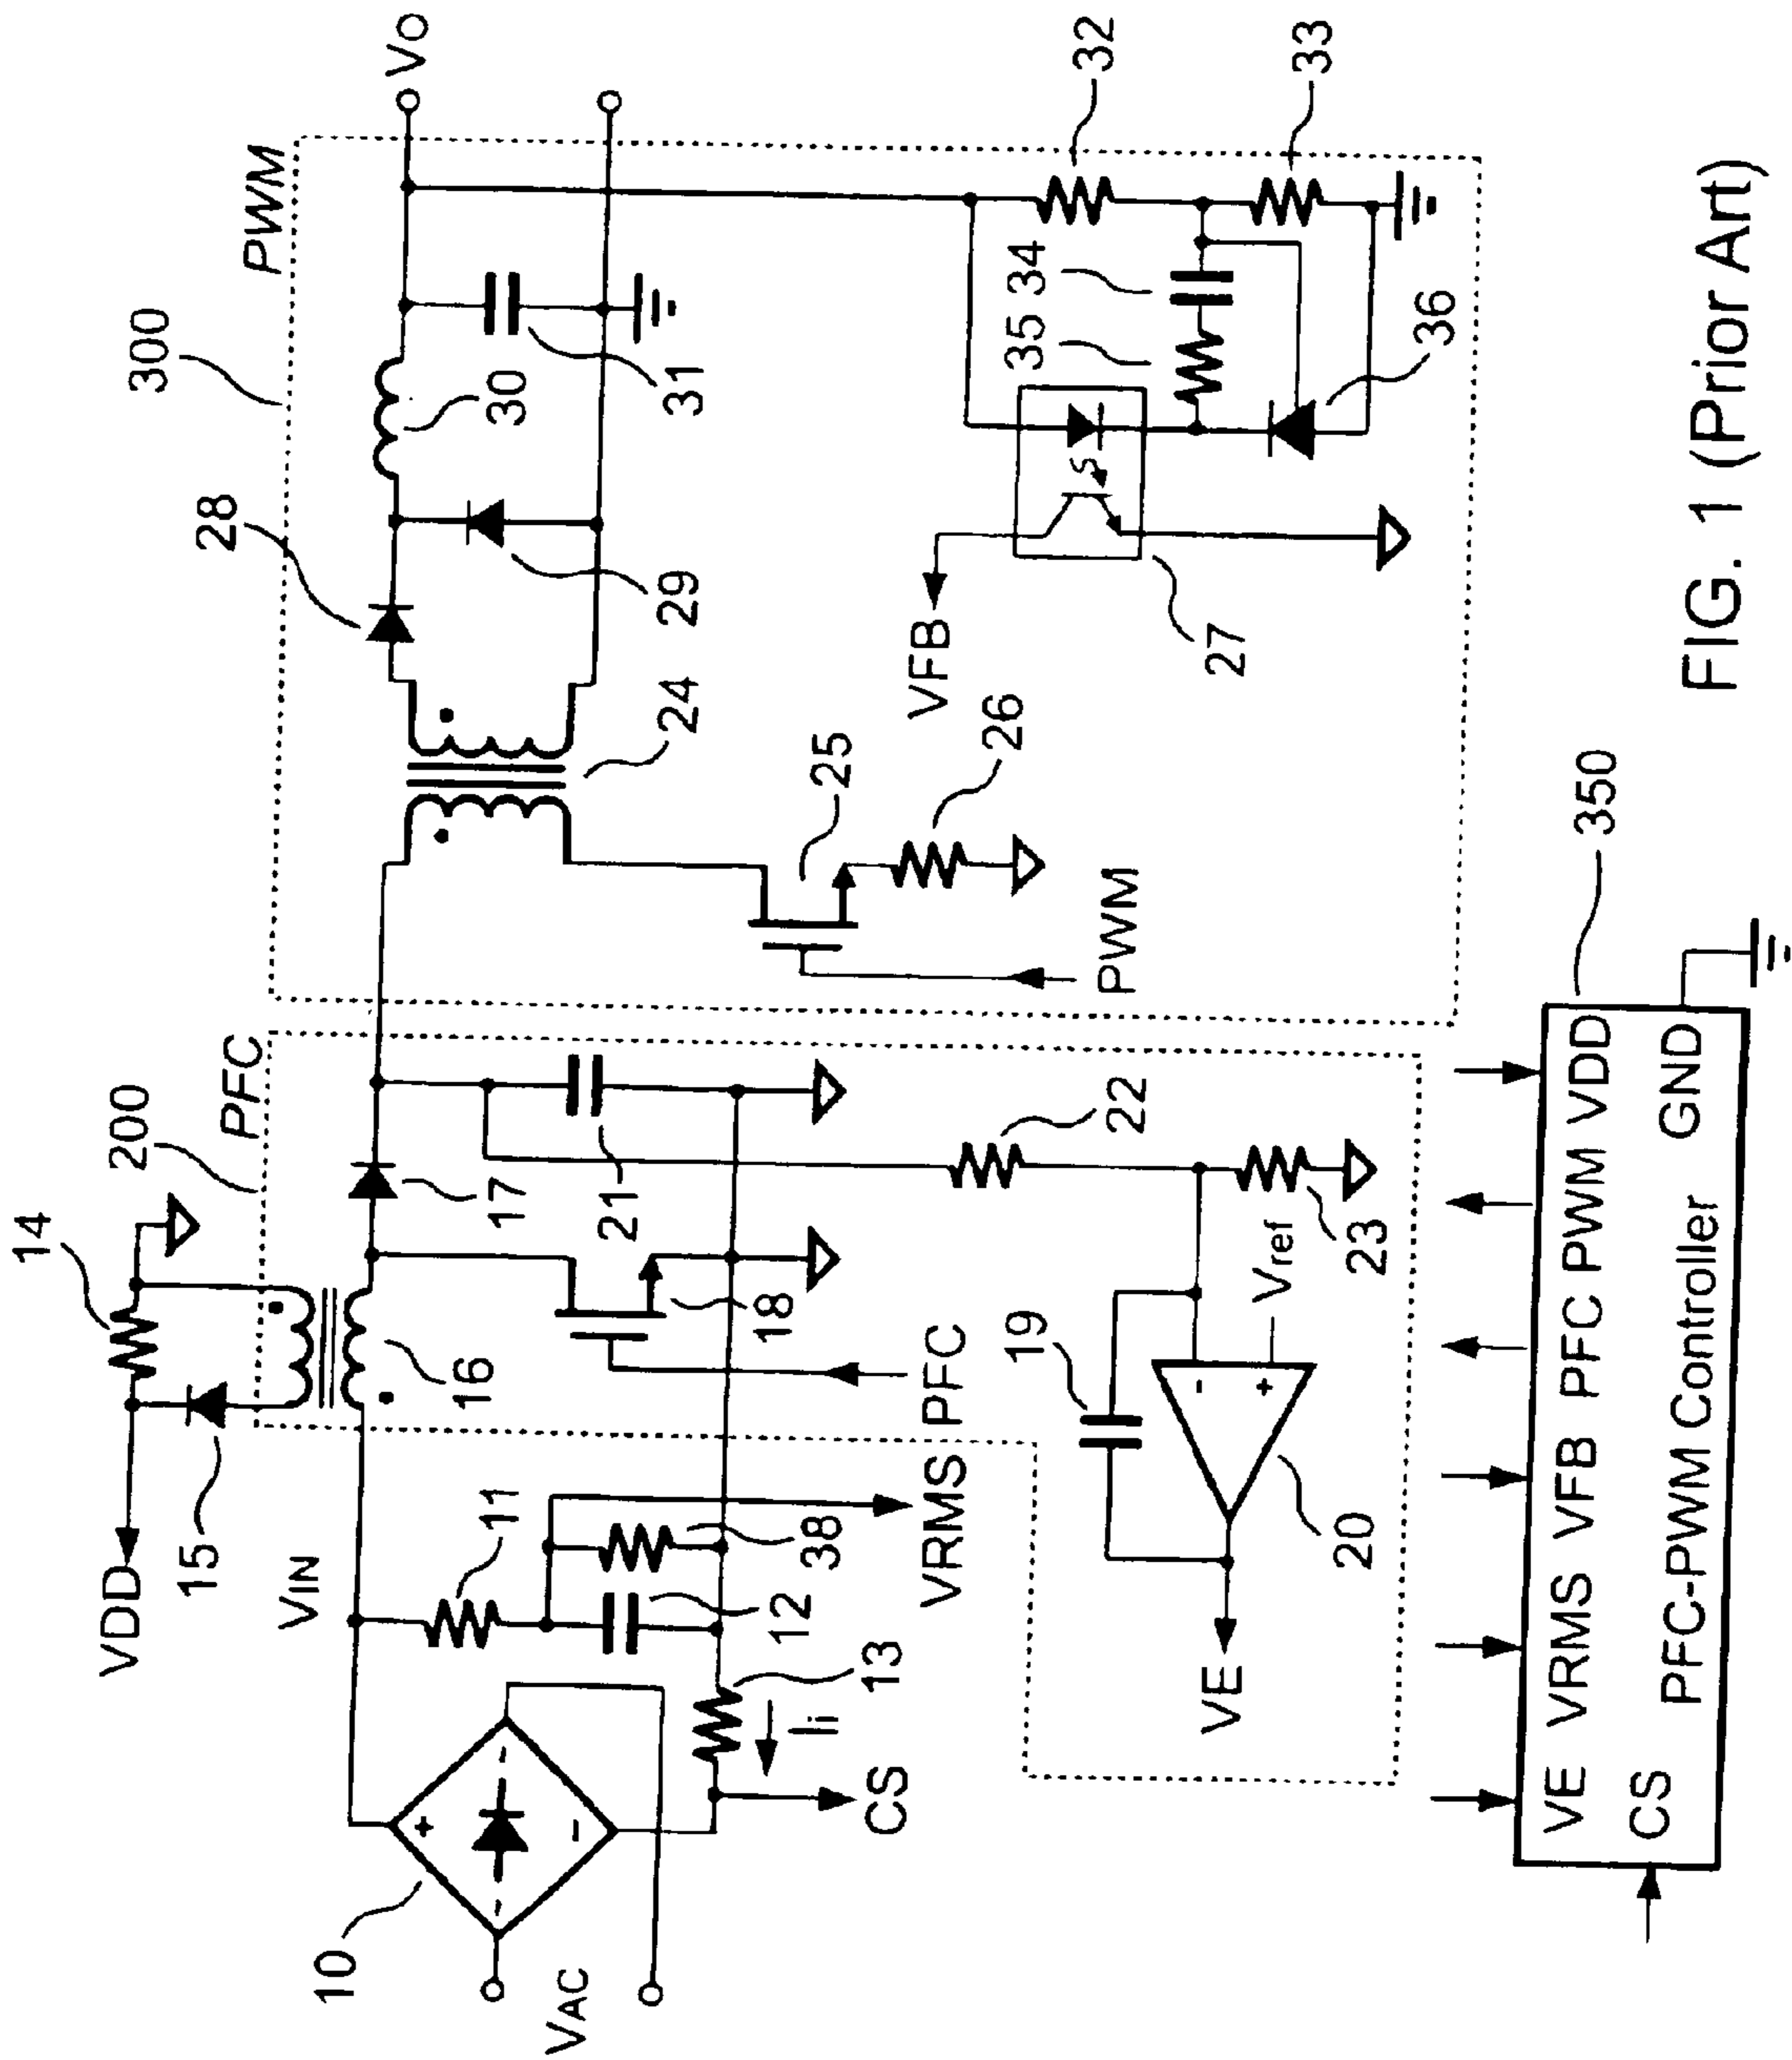 300
PWM
VO
28
30
29
31
24
25
26
PWM
VFB
27
35
34
36
32
33
200
PFC
14
VDD
15
16
17
18
21
22
23
VIN
11
12
38
13
Ii
CS
VRMS
PFC
19
Vref
-
+
20
VE
10
+
-
VAC
VE VRMS VFB PFC PWM VDD
CS
GND
PFC-PWM Controller
350
FIG. 1 (Prior Art)